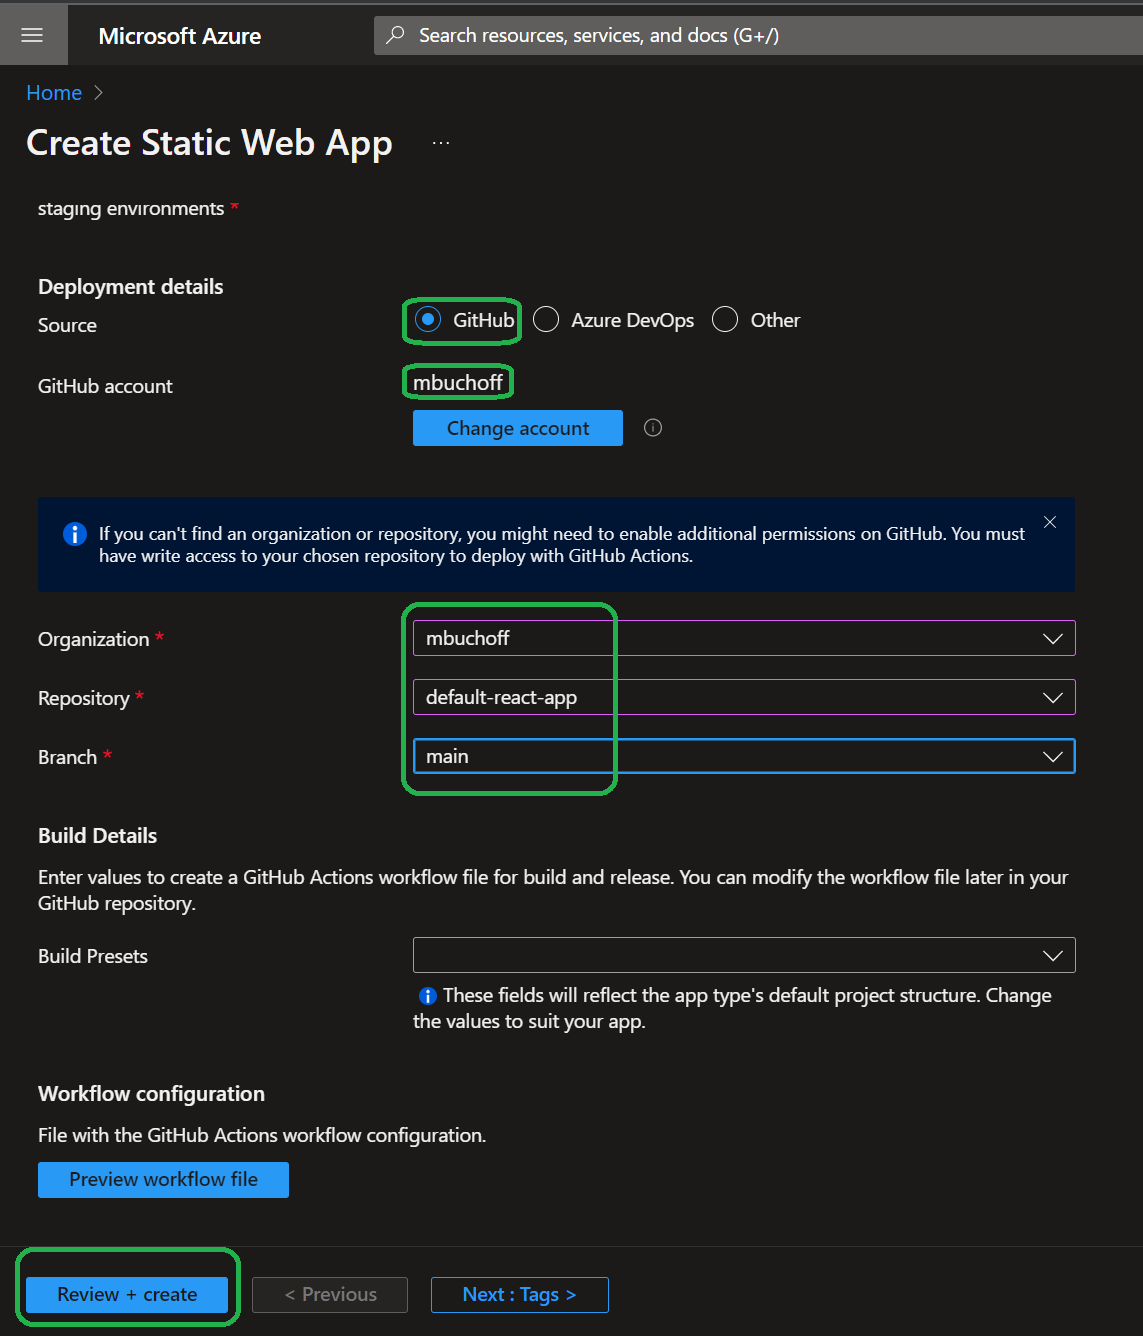 Microsoft Azure
Search resources, services, and docs (G+/)
Home
Create Static Web App
...
staging environments *
Deployment details
Source
GitHub
Azure DevOps
Other
GitHub account
mbuchoff
Change account
If you can't find an organization or repository, you might need to enable additional permissions on GitHub. You must
have write access to your chosen repository to deploy with GitHub Actions.
Organization *
mbuchoff
Repository *
default-react-app
Branch *
main
Build Details
Enter values to create a GitHub Actions workflow file for build and release. You can modify the workflow file later in your
GitHub repository.
Build Presets
These fields will reflect the app type's default project structure. Change
the values to suit your app.
Workflow configuration
File with the GitHub Actions workflow configuration.
Preview workflow file
Review + create
< Previous
Next : Tags >